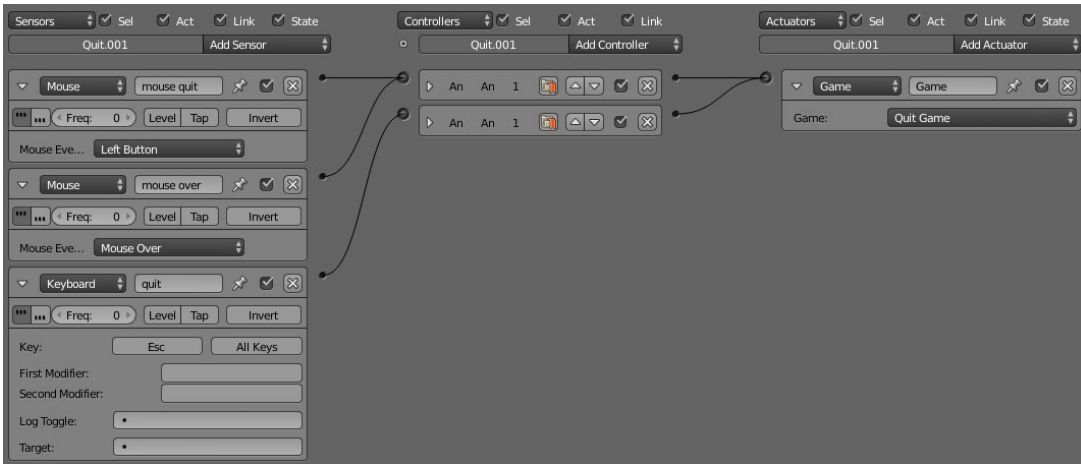 Sensors Sel Act Link State
Quit.001 Add Sensor
Mouse mouse quit
Freq: 0 Level Tap Invert
Mouse Eve... Left Button
Mouse mouse over
Freq: 0 Level Tap Invert
Mouse Eve... Mouse Over
Keyboard quit
Freq: 0 Level Tap Invert
Key: Esc All Keys
First Modifier:
Second Modifier:
Log Toggle:
Target:
Controllers Sel Act Link
Quit.001 Add Controller
An An 1
An An 1
Actuators Sel Act Link State
Quit.001 Add Actuator
Game Game
Game: Quit Game